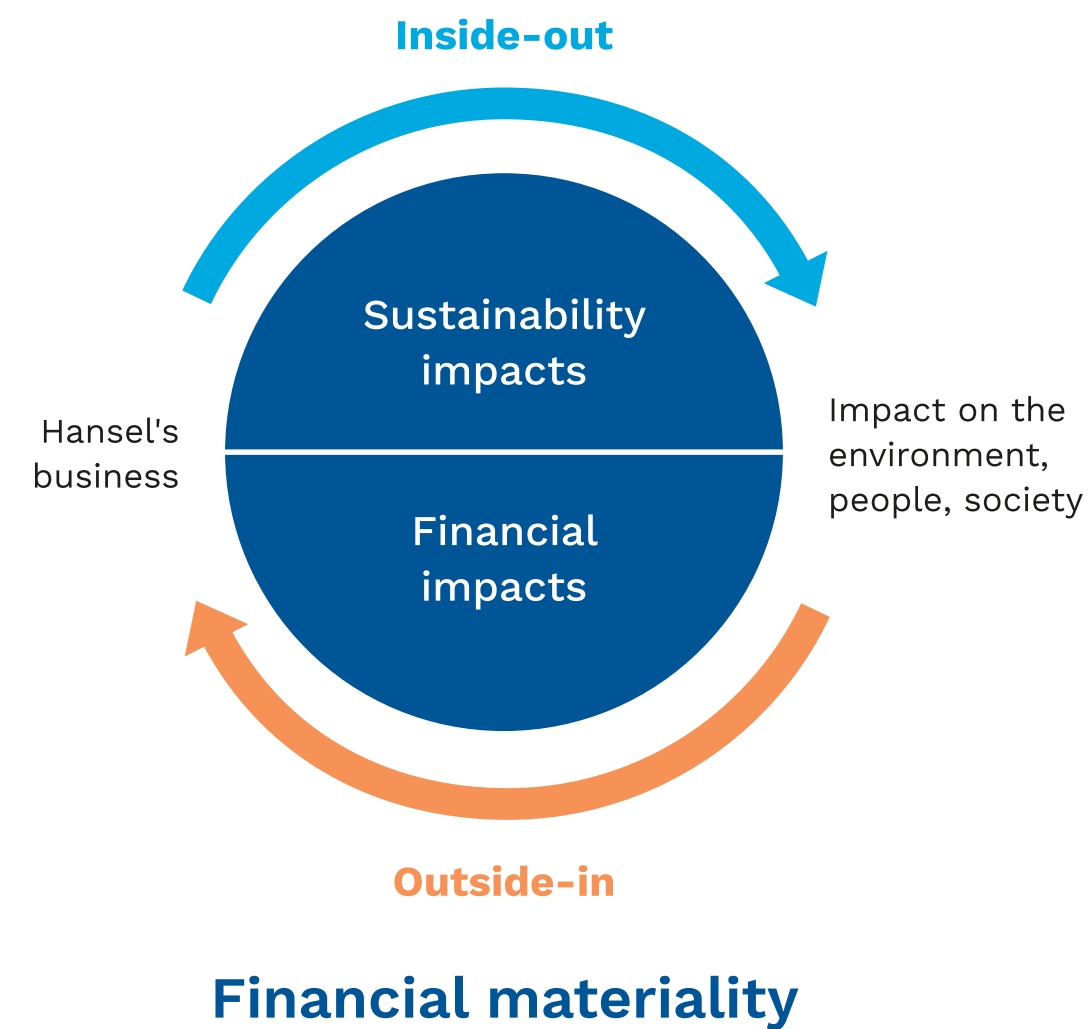 Inside-out
Sustainability
impacts
Hansel's
business
Impact on the
environment,
people, society
Financial
impacts
Outside-in
Financial materiality